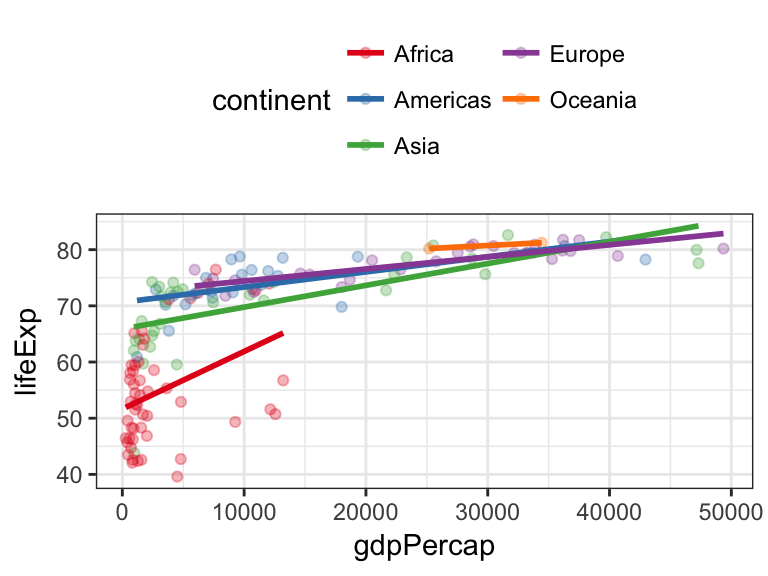 Africa Europe
continent Americas Oceania
Asia
80
70
60
50
40
lifeExp
0 10000 20000 30000 40000 50000
gdpPercap